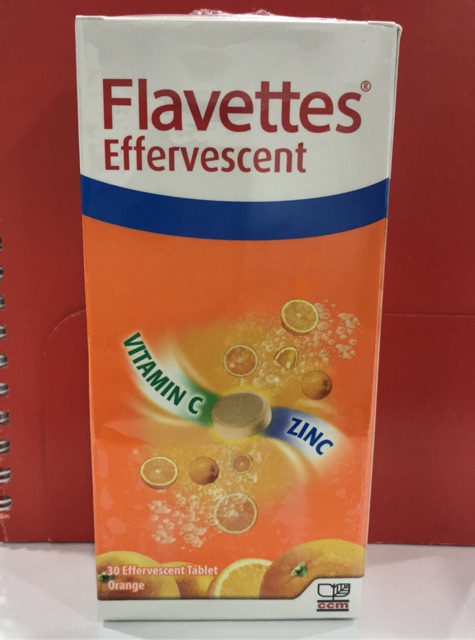 Flavettes®
Effervescent
VITAMIN C
ZINC
30 Effervescent Tablet
Orange
ccm